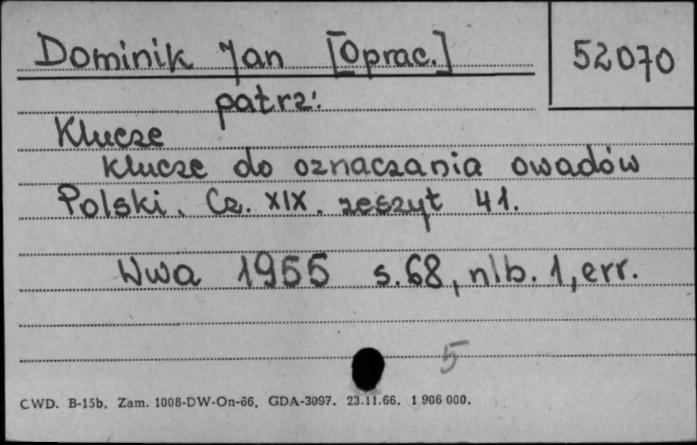 Dominik Jan [Oprac.]
52070
patrz:
Klucze
Klucze do oznaczania owadów
Polski. Cz. XIX. zeszyt 41.
Wwa 1955 s. 68, nlb. 1, err.
5
CWD. B-15b. Zam. 1008-DW-On-66. GDA-3097. 23.11.66. 1 906 000.